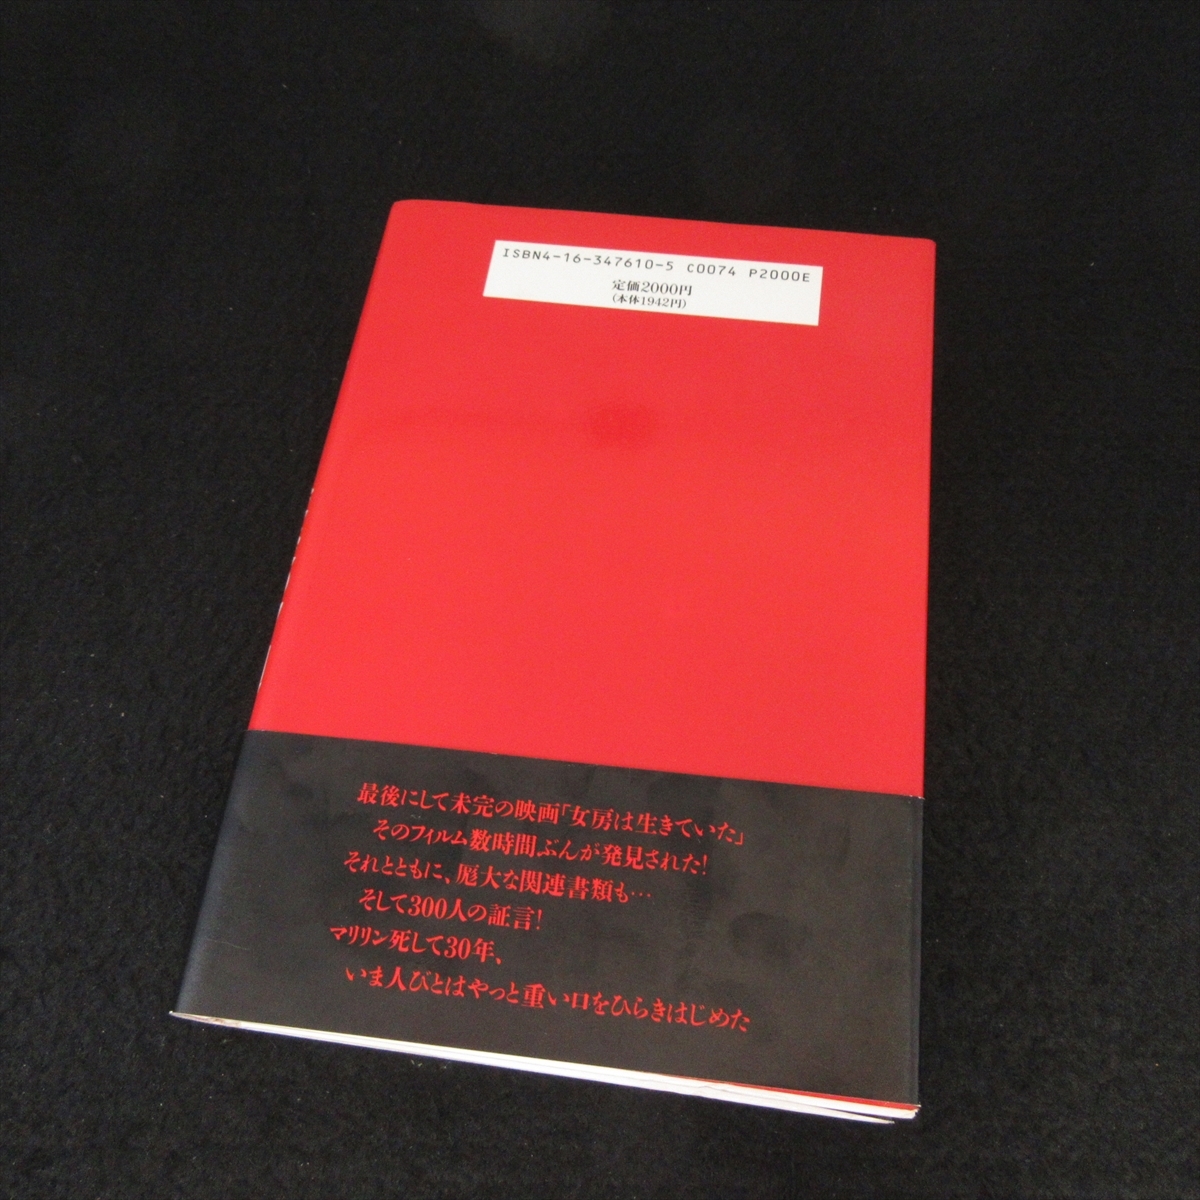 ISBN4-16-347610-5 C0074 P2000E
定価2000円
(本体1942円)
最後にして未完の映画「女房は生きていた」
そのフィルム数時間ぶんが発見された!
それとともに、厖大な関連書類も…
そして300人の証言!
マリリン死して30年、
いま人びとはやっと重い口をひらきはじめた